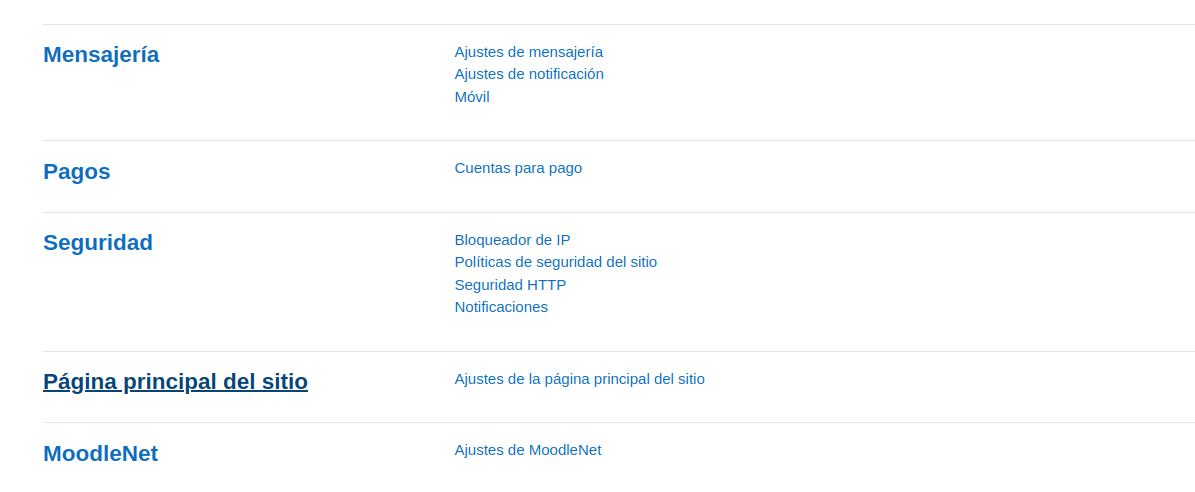 Mensajería
Ajustes de mensajería
Ajustes de notificación
Móvil
Pagos
Cuentas para pago
Seguridad
Bloqueador de IP
Políticas de seguridad del sitio
Seguridad HTTP
Notificaciones
Página principal del sitio
Ajustes de la página principal del sitio
MoodleNet
Ajustes de MoodleNet